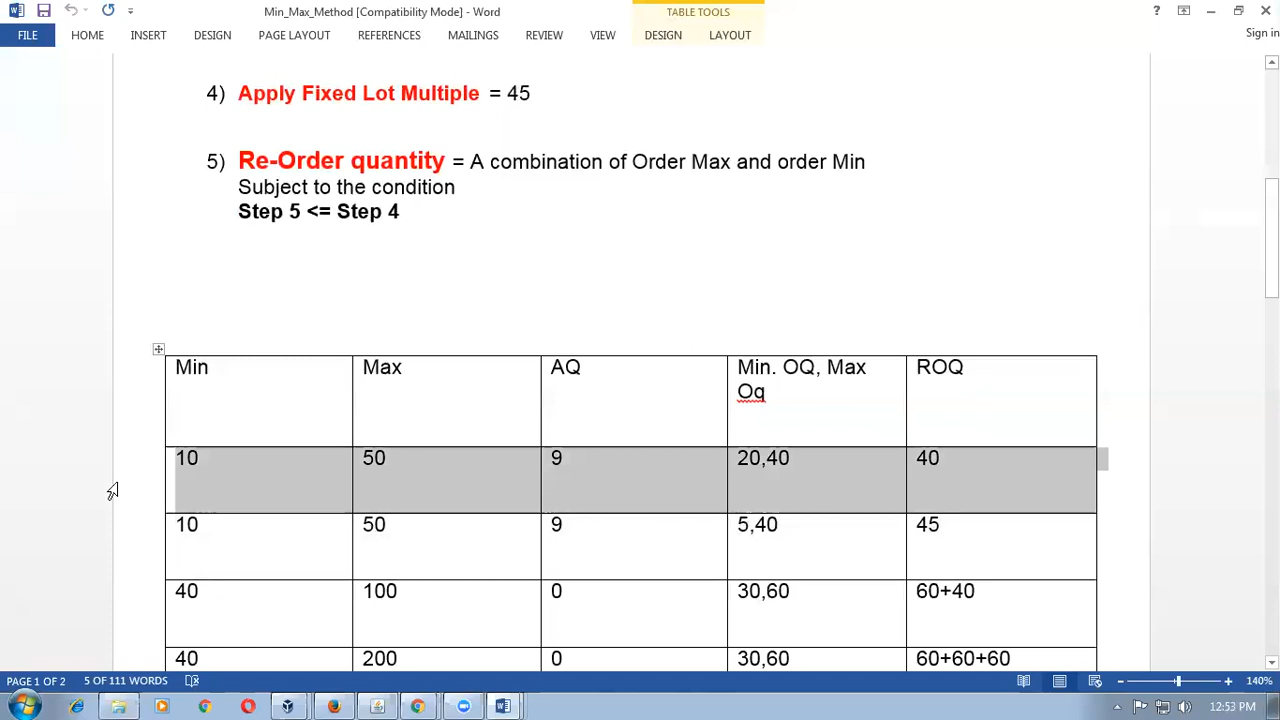 Min_Max_Method [Compatibility Mode] - Word
TABLE TOOLS
?
FILE HOME INSERT DESIGN PAGE LAYOUT REFERENCES MAILINGS REVIEW VIEW DESIGN LAYOUT
Sign in
4) Apply Fixed Lot Multiple = 45
5) Re-Order quantity = A combination of Order Max and order Min
Subject to the condition
Step 5 <= Step 4
Min Max AQ Min. OQ, Max ROQ
Oq
10 50 9 20,40 40
10 50 9 5,40 45
40 100 0 30,60 60+40
40 200 0 30,60 60+60+60
PAGE 1 OF 2 5 OF 111 WORDS 140%
12:53 PM